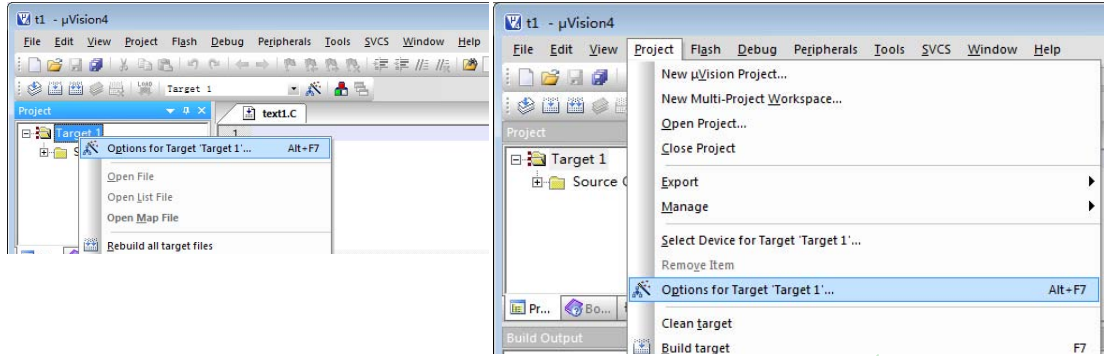 t1 - µVision4
File Edit View Project Flash Debug Peripherals Tools SVCS Window Help
LOAD Target 1
Project
text1.C
Target 1
1
S
Options for Target 'Target 1'... Alt+F7
Open File
Open List File
Open Map File
Rebuild all target files
t1 - µVision4
File Edit View Project Flash Debug Peripherals Tools SVCS Window Help
New µVision Project...
New Multi-Project Workspace...
Open Project...
Close Project
Project
Target 1
Source
Export
Manage
Select Device for Target 'Target 1'...
Remove Item
Options for Target 'Target 1'... Alt+F7
Pr... Bo...
Clean target
Build Output
Build target F7